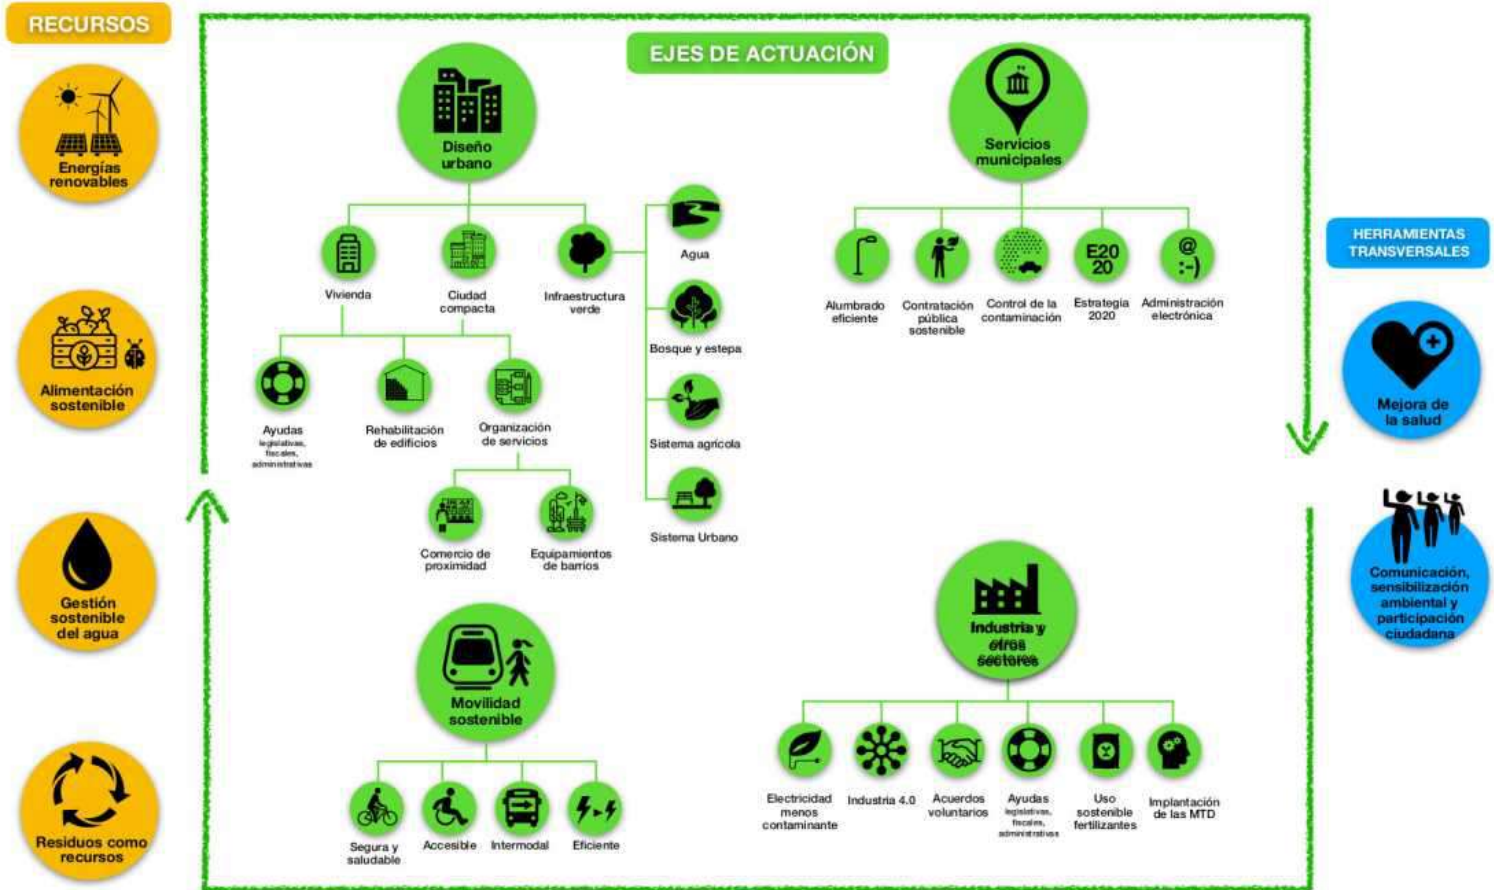 RECURSOS
Energías
renovables
Alimentación
sostenible
Gestión
sostenible
del agua
Residuos como
recursos
EJES DE ACTUACIÓN
Diseño
urbano
Vivienda
Ciudad
compacta
Infraestructura
verde
Agua
Bosque y estepa
Sistema agrícola
Sistema Urbano
Ayudas
legislativas,
fiscales,
administrativas
Rehabilitación
de edificios
Organización
de servicios
Comercio de
proximidad
Equipamientos
de barrios
Servicios
municipales
Alumbrado
eficiente
Contratación
pública
sostenible
Control de la
contaminación
E20
20
Estrategia
2020
@
:-)
Administración
electrónica
Movilidad
sostenible
Segura y
saludable
Accesible
Intermodal
Eficiente
Industria y
otros
sectores
Electricidad
menos
contaminante
Industria 4.0
Acuerdos
voluntarios
Ayudas
legislativas,
fiscales,
administrativas
Uso
sostenible
fertilizantes
Implantación
de las MTD
HERRAMIENTAS
TRANSVERSALES
Mejora de
la salud
Comunicación,
sensibilización
ambiental y
participación
ciudadana